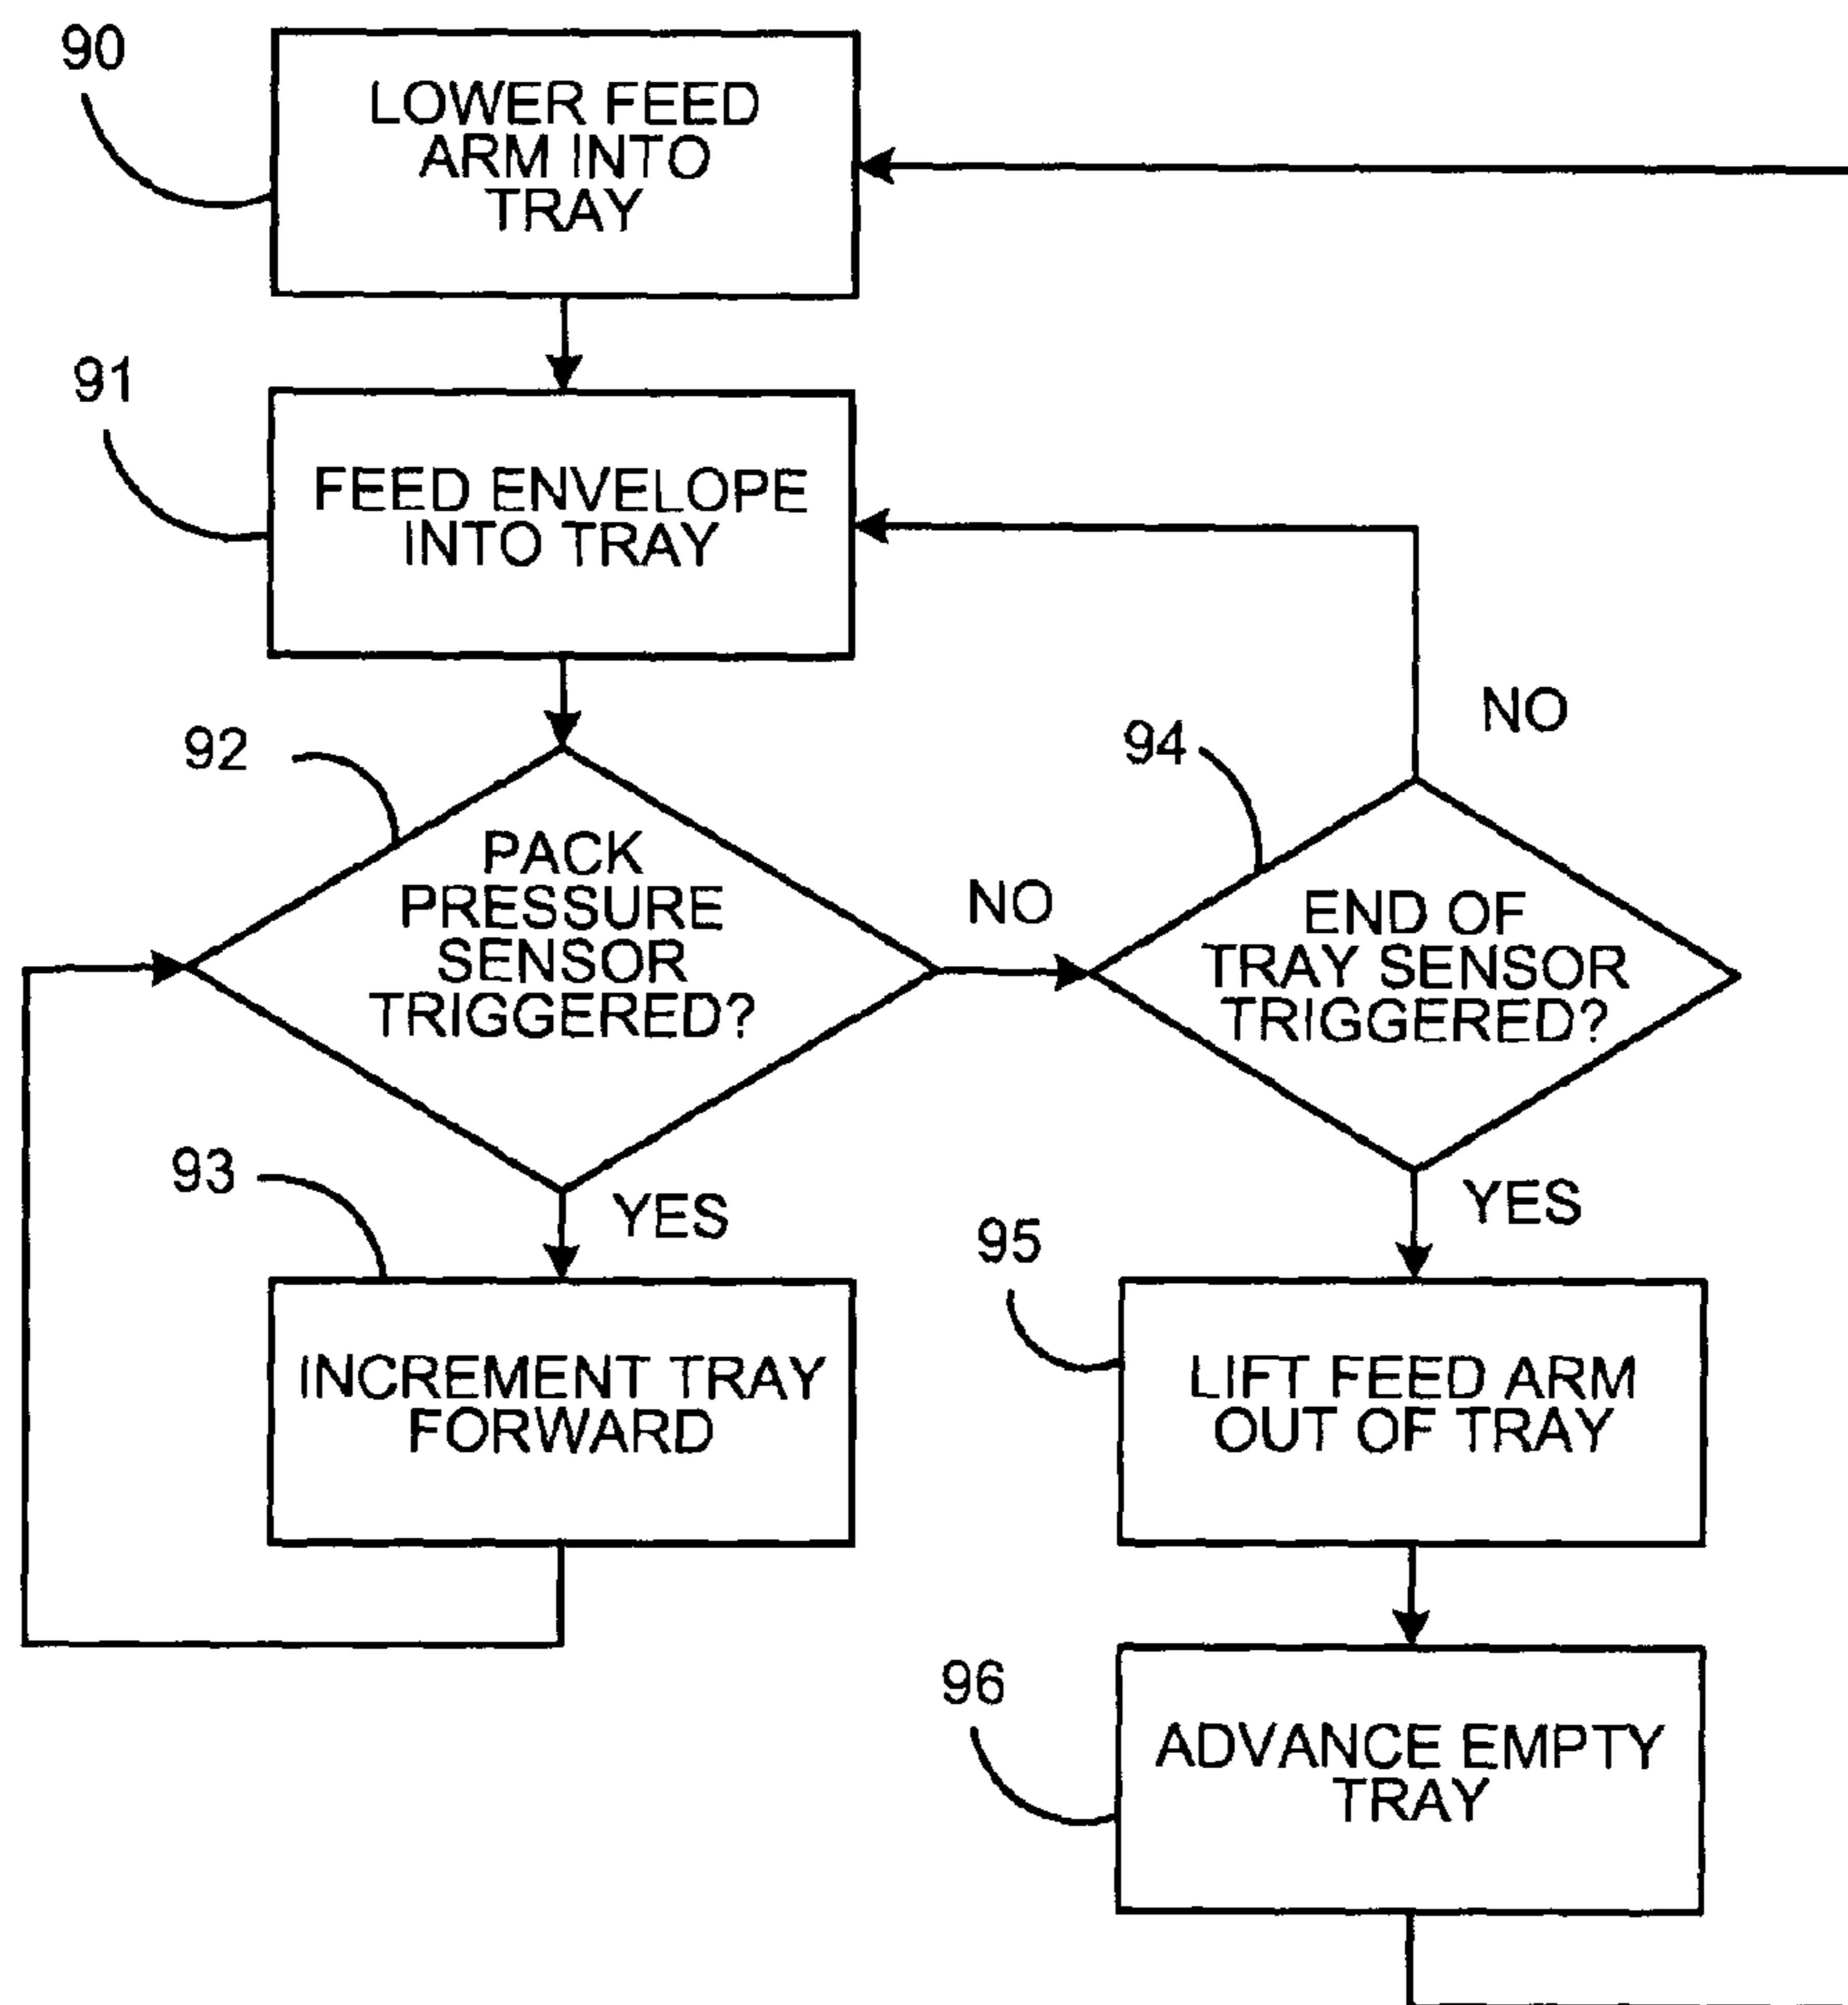 90
LOWER FEED
ARM INTO
TRAY
91
FEED ENVELOPE
INTO TRAY
92
PACK
PRESSURE
SENSOR
TRIGGERED?
NO
YES
93
INCREMENT TRAY
FORWARD
94
END OF
TRAY SENSOR
TRIGGERED?
NO
YES
95
LIFT FEED ARM
OUT OF TRAY
96
ADVANCE EMPTY
TRAY